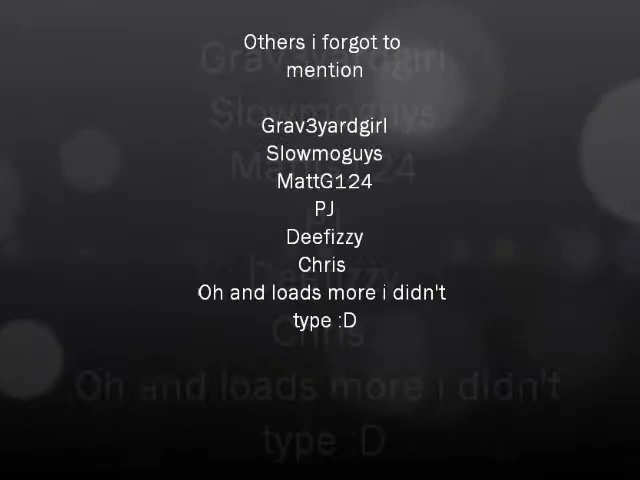 Others i forgot to
mention
Grav3yardgirl
Slowmoguys
MattG124
PJ
Deefizzy
Chris
Oh and loads more i didn't
type :D